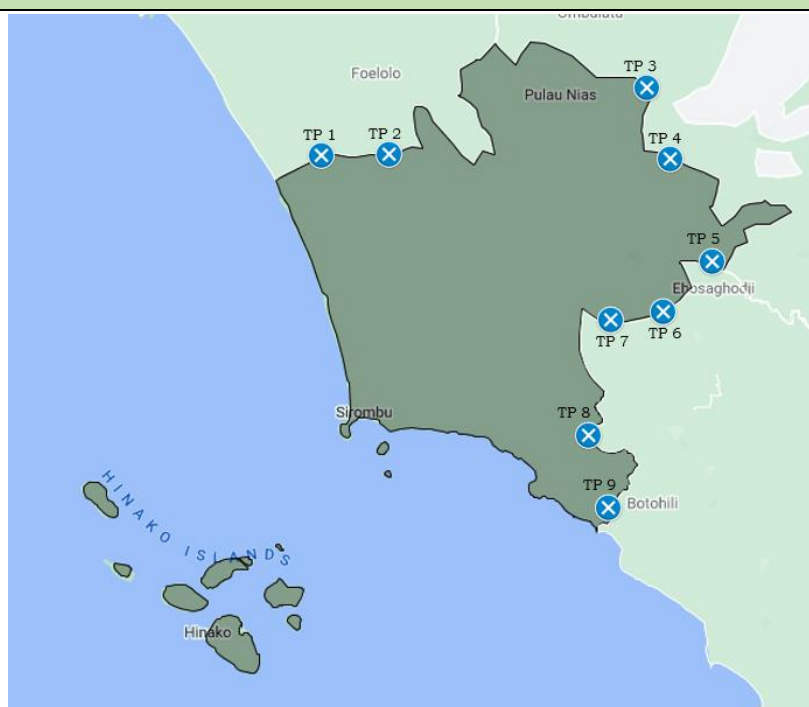 Foelolo
TP 3
Pulau Nias
TP 1
TP 2
TP 4
TP 5
Ehosaghodji
TP 6
TP 7
Sirombu
TP 8
TP 9
Botohili
HINAKO ISLANDS
Hinako